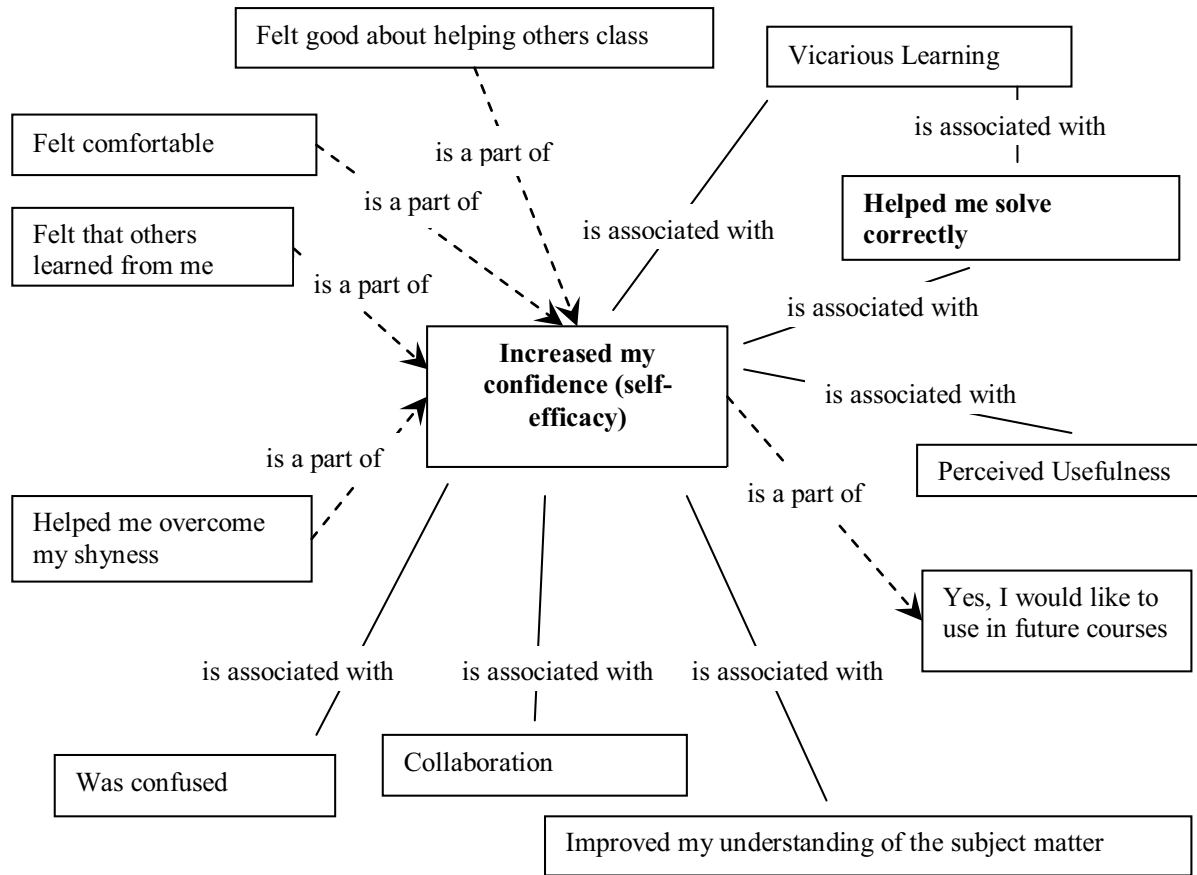 Felt good about helping others class
Vicarious Learning
Felt comfortable
is a part of
is associated with
is a part of
Helped me solve
correctly
Felt that others
learned from me
is associated with
is a part of
is associated with
Increased my
confidence (self-
efficacy)
is associated with
is a part of
Perceived Usefulness
is a part of
Helped me overcome
my shyness
Yes, I would like to
use in future courses
is associated with
is associated with
is associated with
Was confused
Collaboration
Improved my understanding of the subject matter